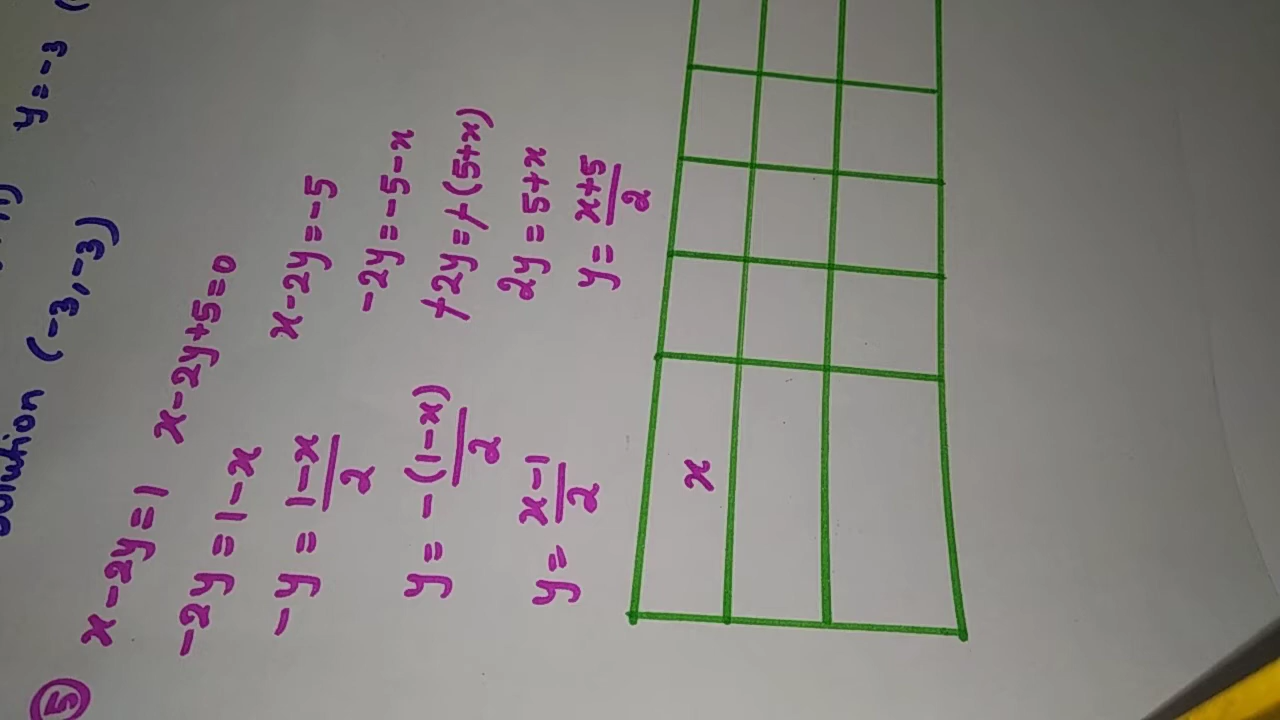 y = -3
Solution (-3, -3)
⑤ x - 2y = 1    x - 2y + 5 = 0
-2y = 1 - x    x - 2y = -5
-y = (1 - x)/2    -2y = -5 - x
y = -(1 - x)/2    +2y = +(5 + x)
y = (x - 1)/2    2y = 5 + x
y = (x + 5)/2
x